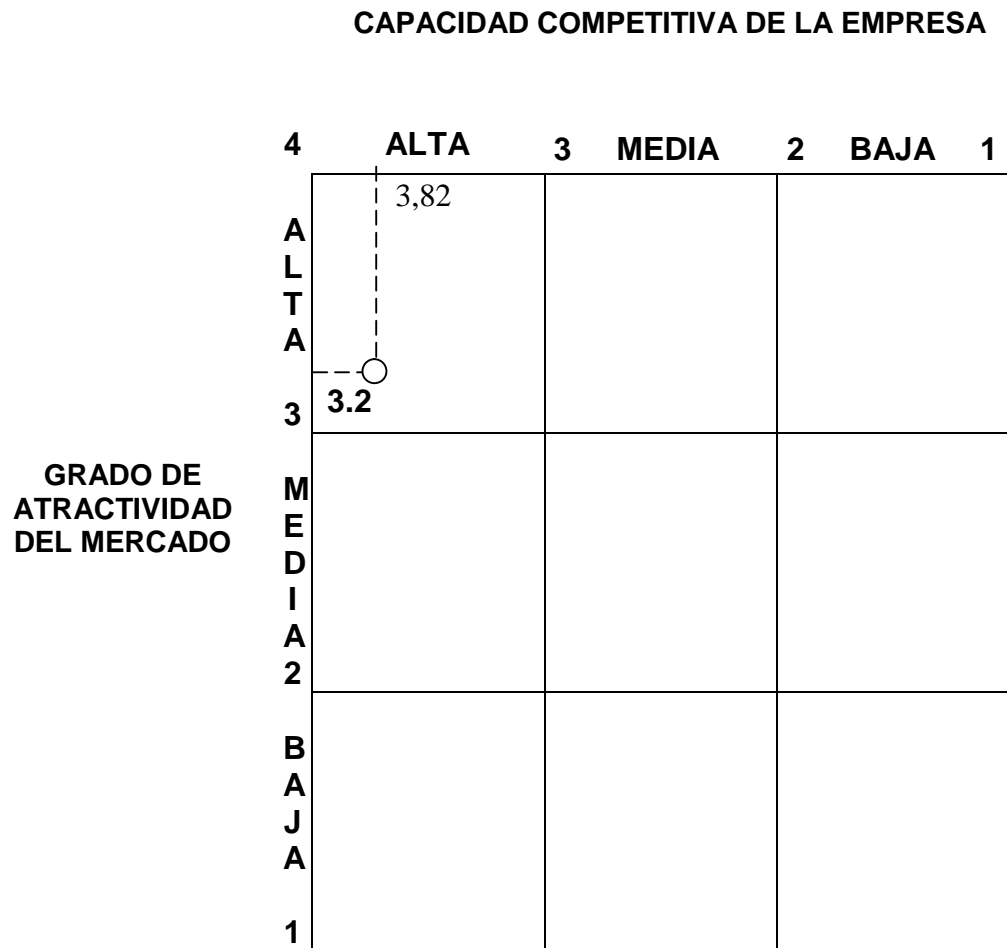 CAPACIDAD COMPETITIVA DE LA EMPRESA
4 ALTA 3 MEDIA 2 BAJA 1
3,82
A
L
T
A
3.2
3
GRADO DE
ATRACTIVIDAD
DEL MERCADO
M
E
D
I
A
2
B
A
J
A
1